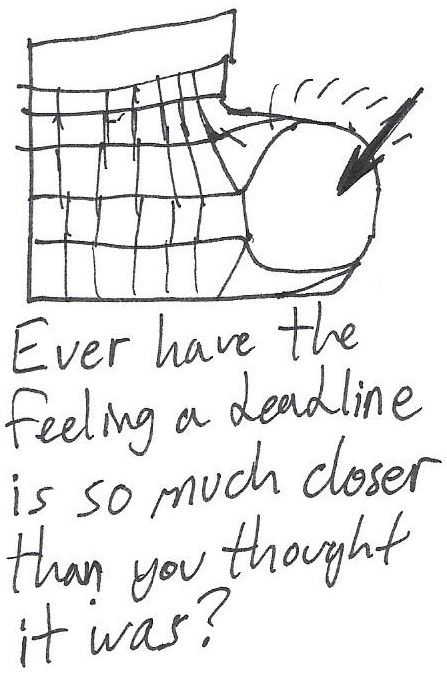 Ever have the
feeling a deadline
is so much closer
than you thought
it was?